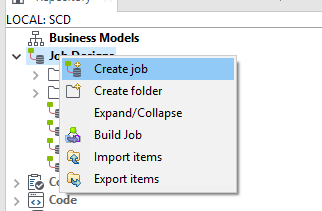 LOCAL: SCD
Business Models
Job Designs
Create job
Create folder
Expand/Collapse
Build Job
Import items
Export items
Code